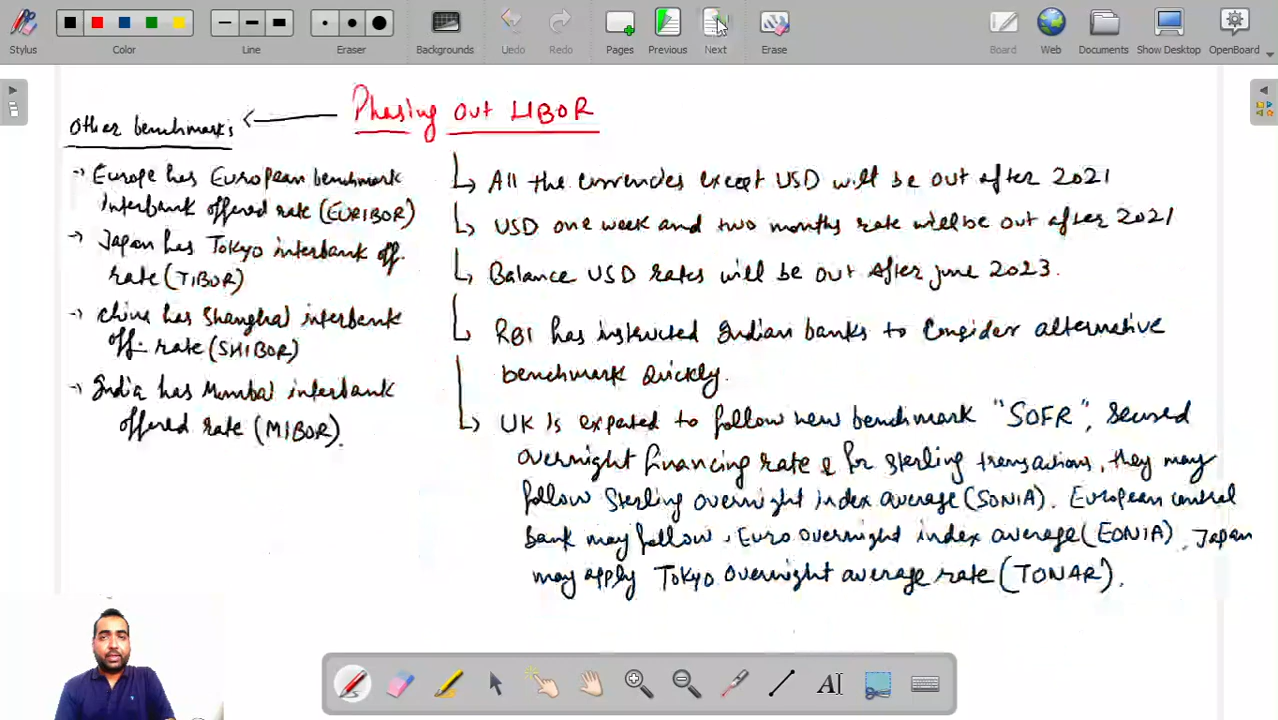 Stylus
Color
Line
Eraser
Backgrounds
Undo
Redo
Pages
Previous
Next
Erase
Board
Web
Documents
Show Desktop
OpenBoard
Phasing Out LIBOR
Other benchmarks
→ Europe has European benchmark
interbank offered rate (EURIBOR)
→ Japan has Tokyo interbank off.
rate (TIBOR)
→ China has Shanghai interbank
off. rate (SHIBOR)
→ India has Mumbai interbank
offered rate (MIBOR).
All the currencies except USD will be out after 2021
USD one week and two months rate will be out after 2021
Balance USD rates will be out After june 2023.
RBI has instructed Indian banks to Consider alternative
benchmark Quickly.
UK is expected to follow new benchmark "SOFR", secured
overnight financing rate & for sterling transactions, they may
follow Sterling overnight index average (SONIA). European central
bank may follow, Euro overnight index average (EONIA). Japan
may apply Tokyo Overnight average rate (TONAR).
AI